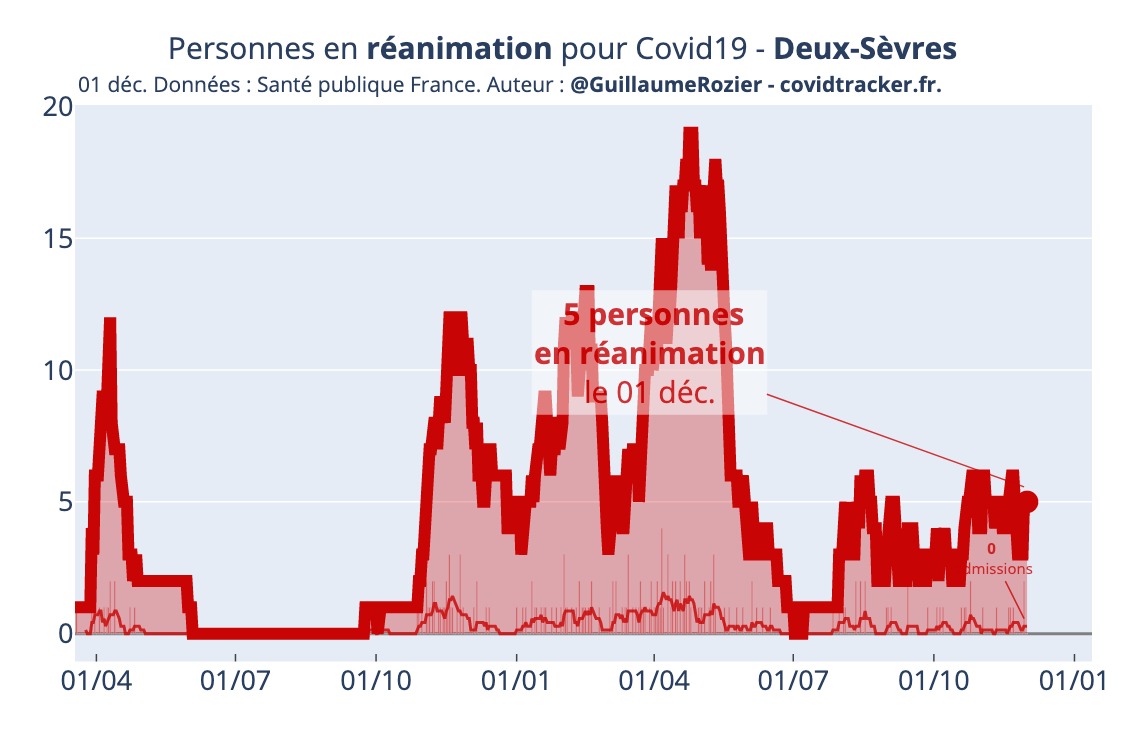 Personnes en réanimation pour Covid19 - Deux-Sèvres
01 déc. Données : Santé publique France. Auteur : @GuillaumeRozier - covidtracker.fr.
20
15
10
5
0
5 personnes
en réanimation
le 01 déc.
0
dmissions
01/04
01/07
01/10
01/01
01/04
01/07
01/10
01/01